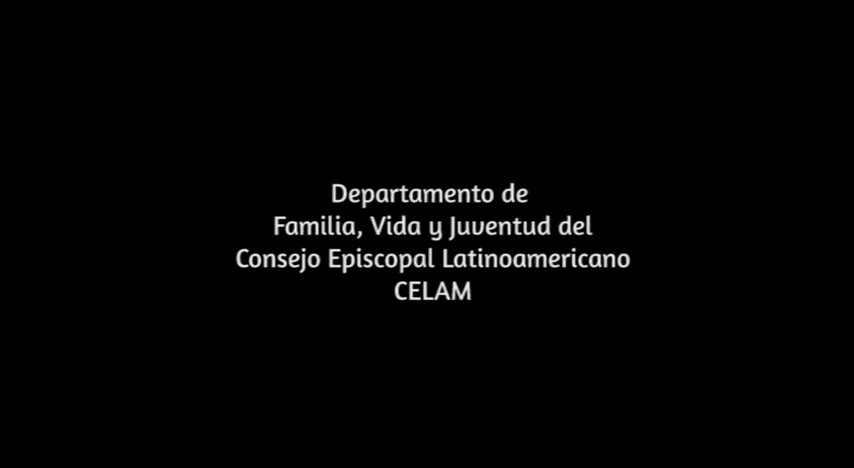 Departamento de
Familia, Vida y Juventud del
Consejo Episcopal Latinoamericano
CELAM